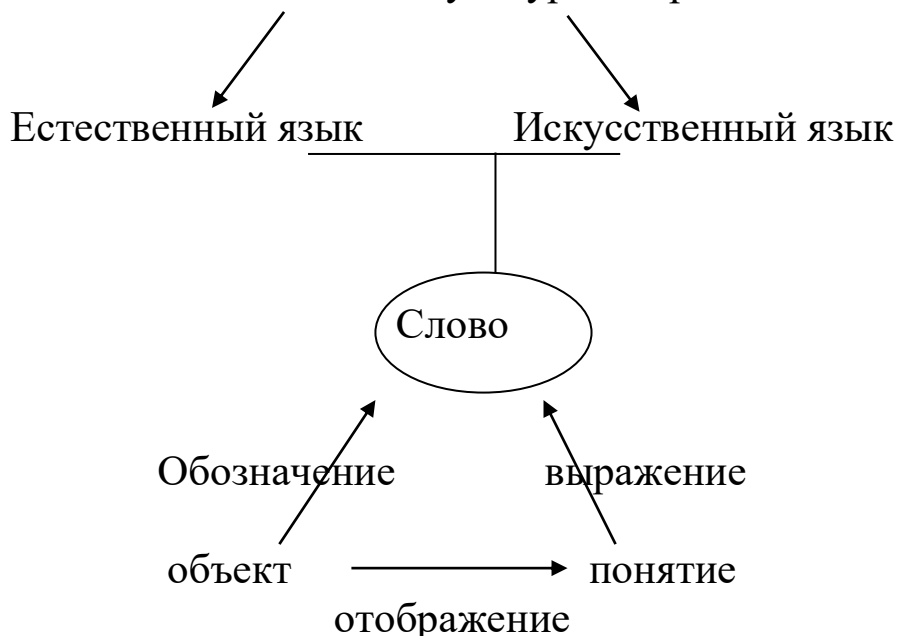 Естественный язык Искусственный язык
Слово
Обозначение выражение
объект понятие
отображение